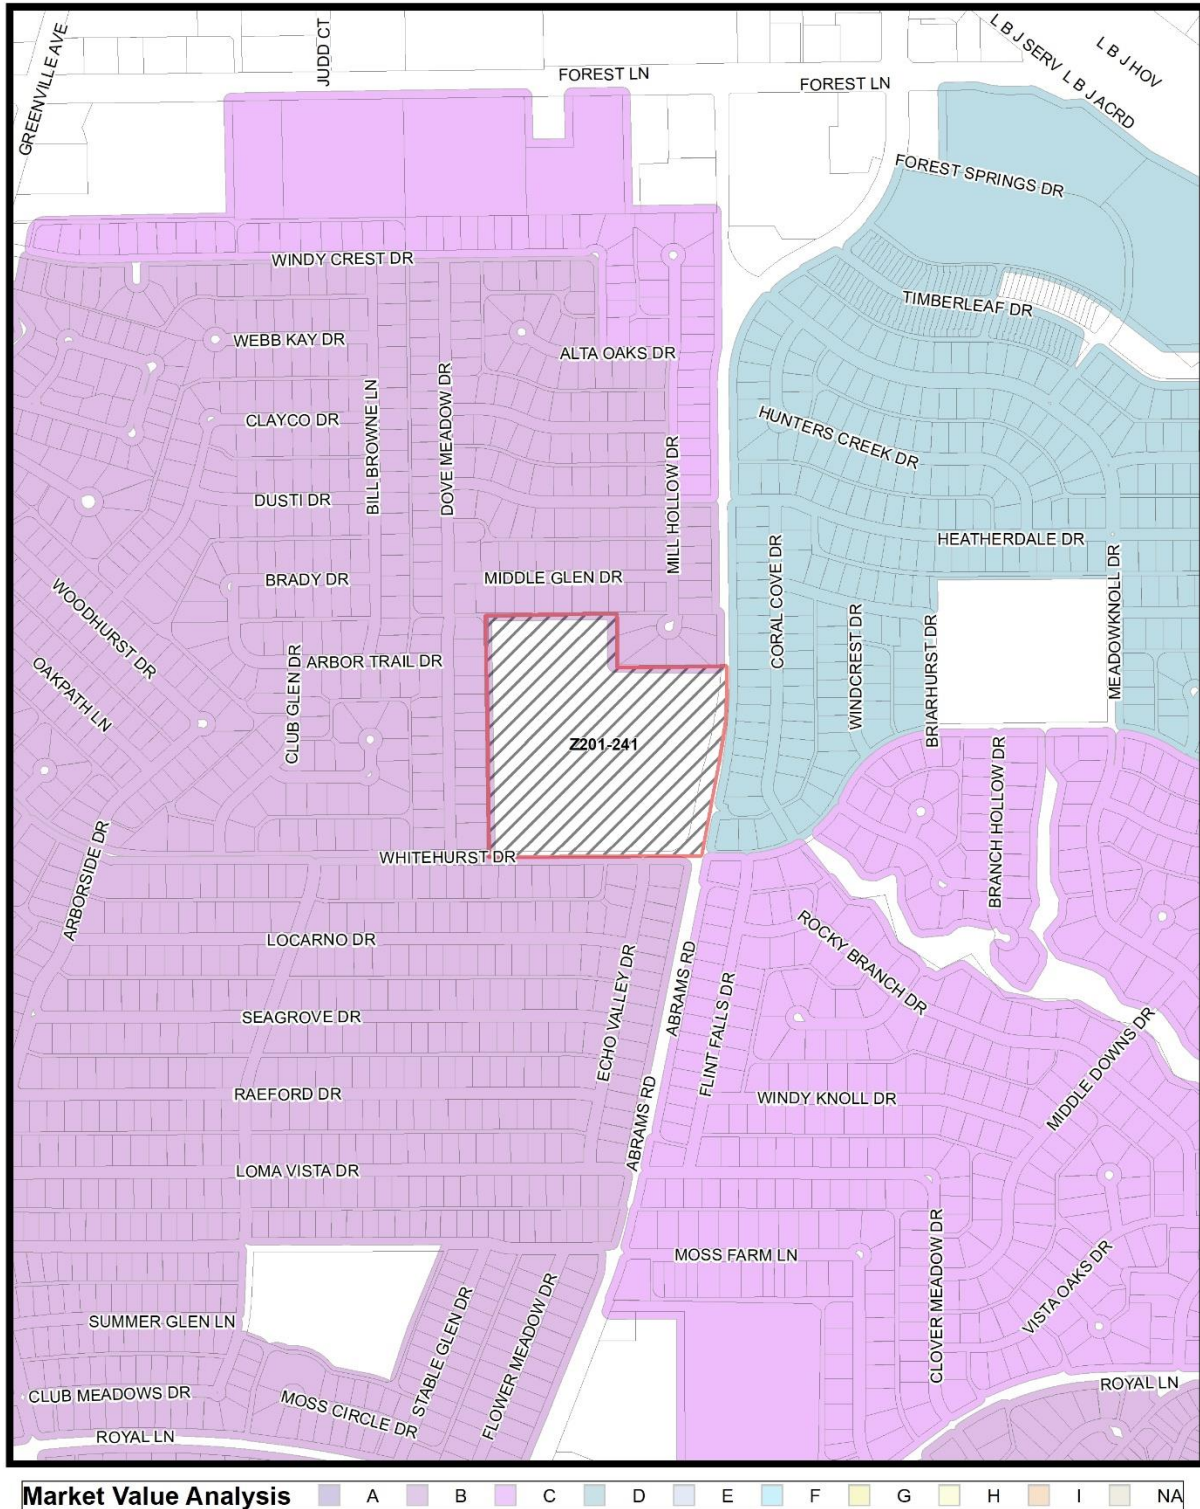 GREENVILLE AVE
JUDD CT
FOREST LN
FOREST LN
L B J SERV
L B J HOV
L B J ACRD
FOREST SPRINGS DR
WINDY CREST DR
TIMBERLEAF DR
WEBB KAY DR
ALTA OAKS DR
BILL BROWNE LN
DOVE MEADOW DR
CLAYCO DR
HUNTERS CREEK DR
MILL HOLLOW DR
DUSTI DR
HEATHERDALE DR
CORAL COVE DR
MEADOWKNOLL DR
BRADY DR
MIDDLE GLEN DR
WOODHURST DR
WINDCREST DR
BRIARHURST DR
OAKPATH LN
CLUB GLEN DR
ARBOR TRAIL DR
Z201-241
BRANCH HOLLOW DR
ARBORSIDE DR
WHITEHURST DR
LOCARNO DR
ROCKY BRANCH DR
ECHO VALLEY DR
ABRAMS RD
FLINT FALLS DR
SEAGROVE DR
MIDDLE DOWNS DR
RAEFORD DR
WINDY KNOLL DR
ABRAMS RD
LOMA VISTA DR
MOSS FARM LN
CLOVER MEADOW DR
VISTA OAKS DR
SUMMER GLEN LN
STABLE GLEN DR
FLOWER MEADOW DR
CLUB MEADOWS DR
MOSS CIRCLE DR
ROYAL LN
ROYAL LN
Market Value Analysis A B C D E F G H I NA